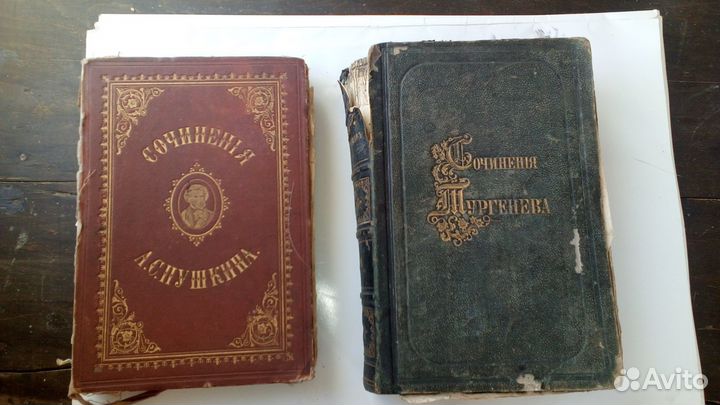 СОЧИНЕНІЯ
А.С.ПУШКИНА.
Сочиненія
Тургенева
Avito